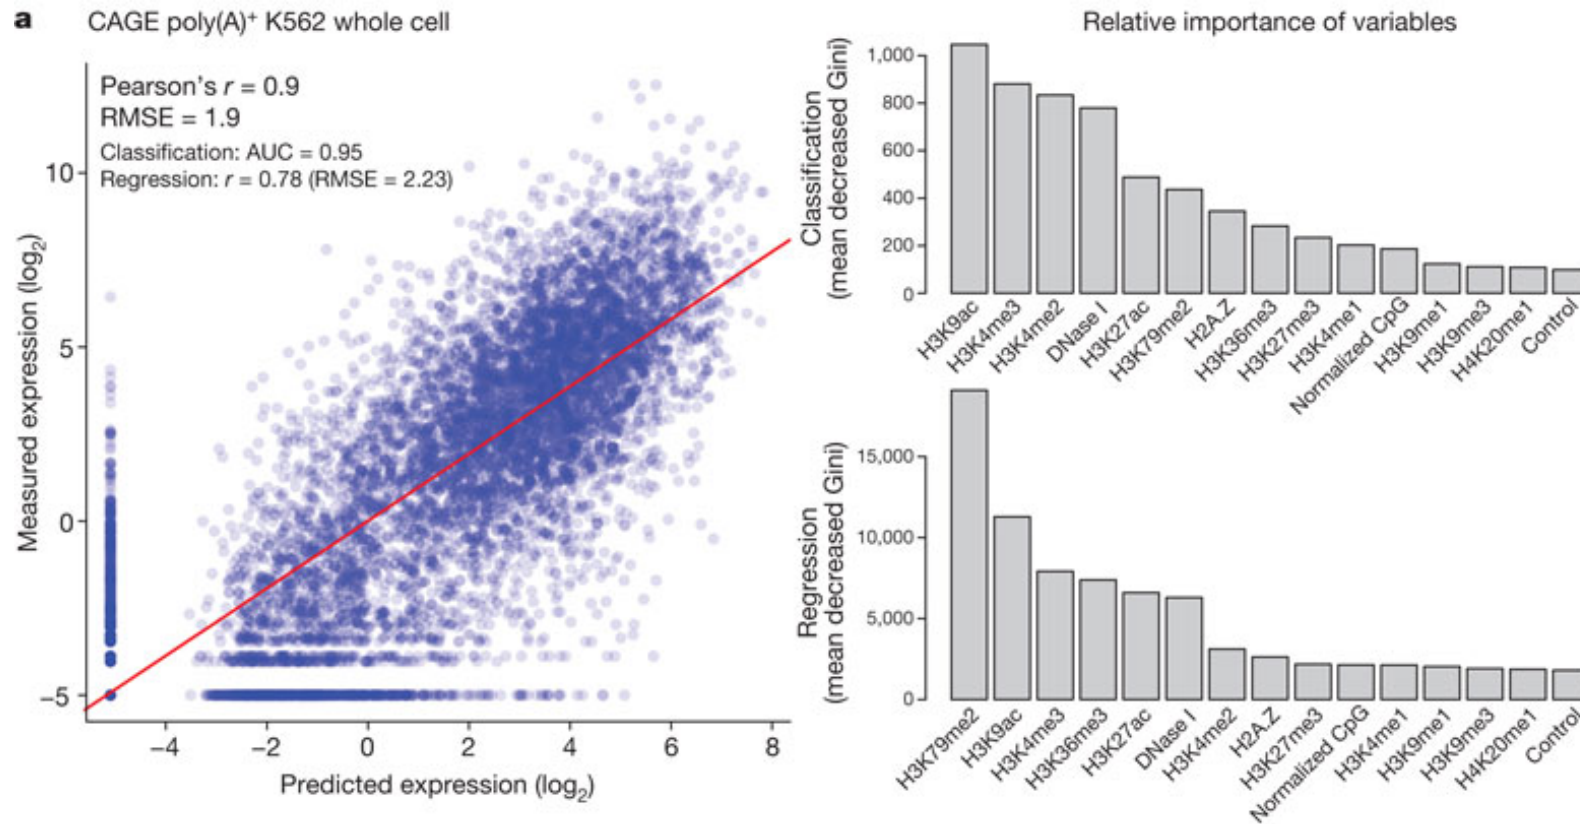 a CAGE poly(A)⁺ K562 whole cell
Pearson's r = 0.9
RMSE = 1.9
Classification: AUC = 0.95
Regression: r = 0.78 (RMSE = 2.23)
Measured expression (log₂)
10
5
0
−5
−4 −2 0 2 4 6 8
Predicted expression (log₂)
Relative importance of variables
Classification
(mean decreased Gini)
1,000
800
600
400
200
0
H3K9ac
H3K4me3
H3K4me2
DNase I
H3K27ac
H3K79me2
H2A.Z
H3K36me3
H3K27me3
H3K4me1
Normalized CpG
H3K9me1
H3K9me3
H4K20me1
Control
Regression
(mean decreased Gini)
15,000
10,000
5,000
0
H3K79me2
H3K9ac
H3K4me3
H3K36me3
H3K27ac
DNase I
H3K4me2
H2A.Z
H3K27me3
Normalized CpG
H3K4me1
H3K9me1
H3K9me3
H4K20me1
Control